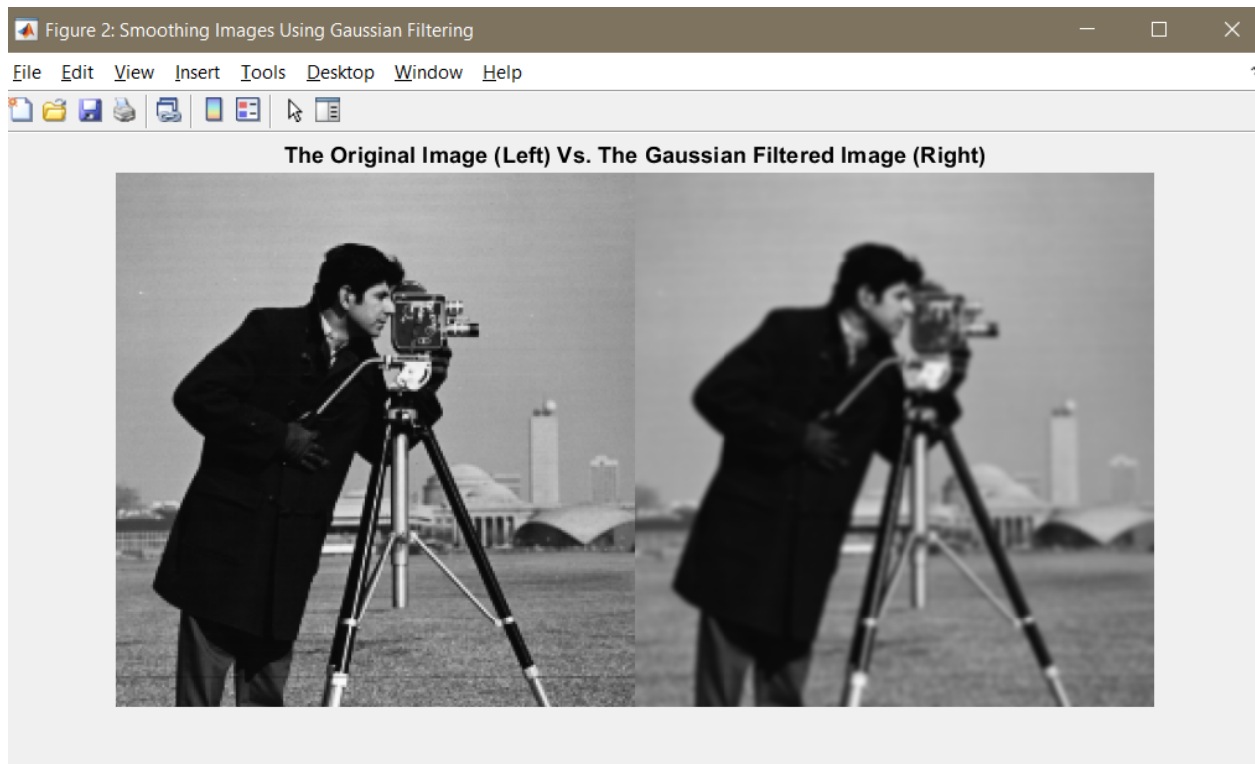 Figure 2: Smoothing Images Using Gaussian Filtering
File Edit View Insert Tools Desktop Window Help
The Original Image (Left) Vs. The Gaussian Filtered Image (Right)